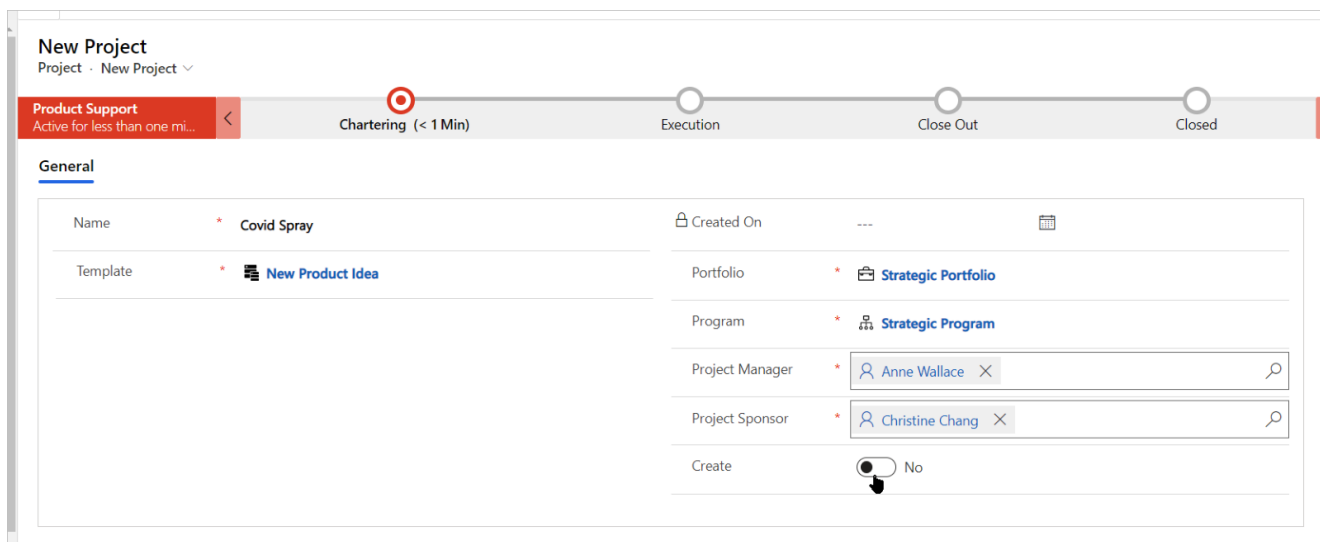 New Project
Project · New Project
Product Support
Active for less than one mi...
Chartering (< 1 Min)
Execution
Close Out
Closed
General
Name * Covid Spray
Template * New Product Idea
Created On ---
Portfolio * Strategic Portfolio
Program * Strategic Program
Project Manager * Anne Wallace
Project Sponsor * Christine Chang
Create No